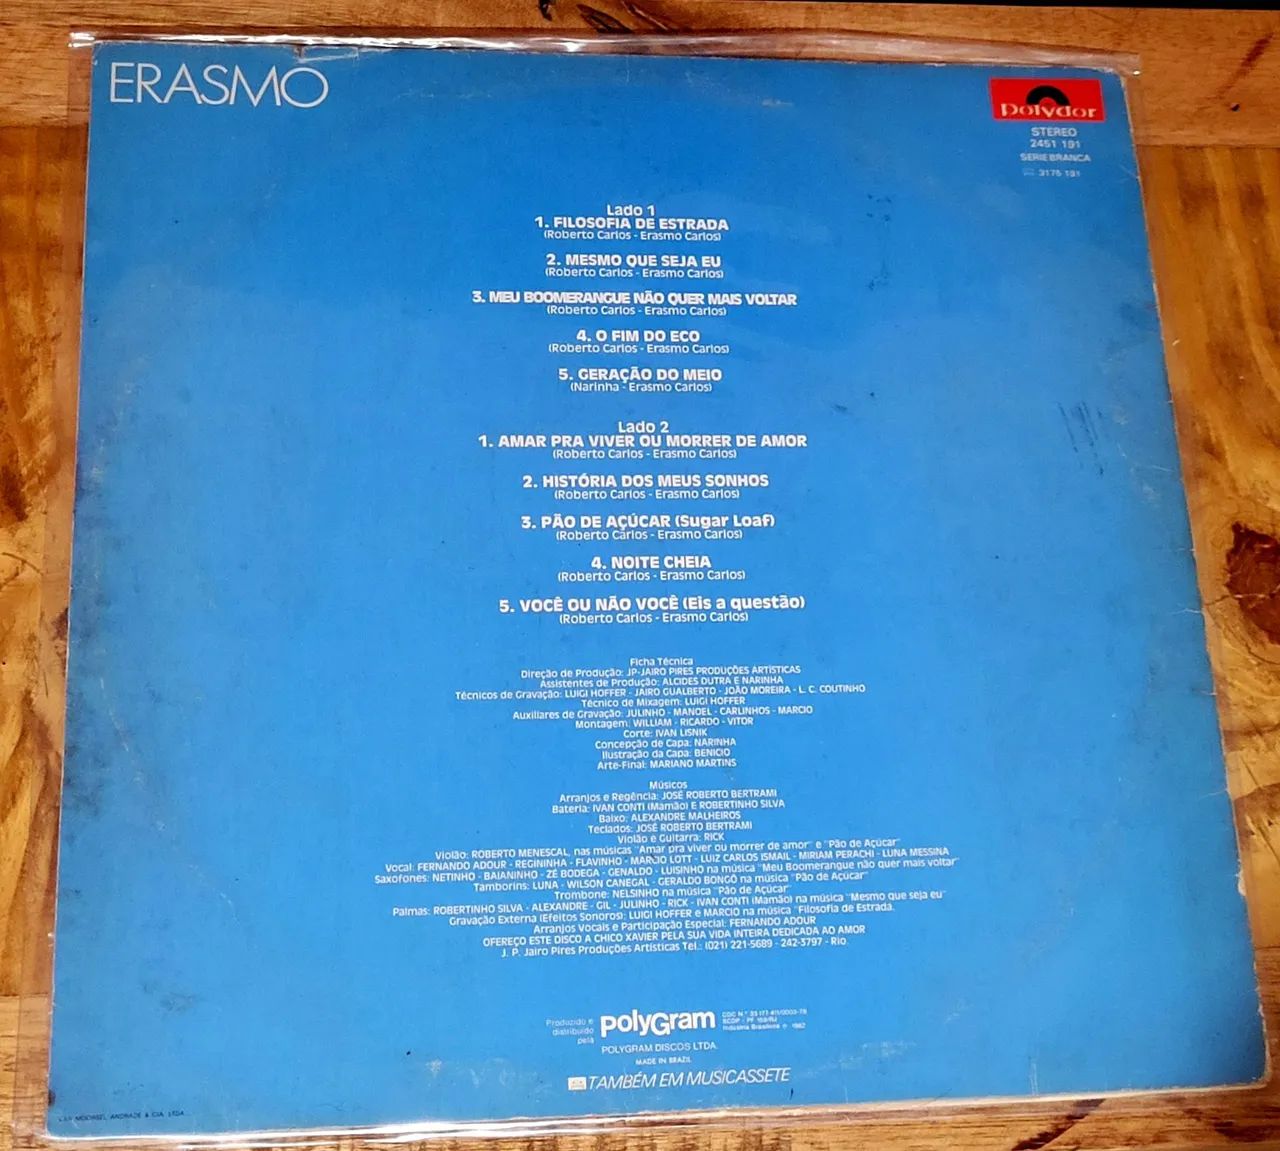 ERASMO
Polydor
STEREO
2451 191
SERIE BRANCA
3175 191
Lado 1
1. FILOSOFIA DE ESTRADA
(Roberto Carlos - Erasmo Carlos)
2. MESMO QUE SEJA EU
(Roberto Carlos - Erasmo Carlos)
3. MEU BOOMERANGUE NÃO QUER MAIS VOLTAR
(Roberto Carlos - Erasmo Carlos)
4. O FIM DO ECO
(Roberto Carlos - Erasmo Carlos)
5. GERAÇÃO DO MEIO
(Narinha - Erasmo Carlos)
Lado 2
1. AMAR PRA VIVER OU MORRER DE AMOR
(Roberto Carlos - Erasmo Carlos)
2. HISTÓRIA DOS MEUS SONHOS
(Roberto Carlos - Erasmo Carlos)
3. PÃO DE AÇÚCAR (Sugar Loaf)
(Roberto Carlos - Erasmo Carlos)
4. NOITE CHEIA
(Roberto Carlos - Erasmo Carlos)
5. VOCÊ OU NÃO VOCÊ (Eis a questão)
(Roberto Carlos - Erasmo Carlos)
Ficha Técnica
Direção de Produção: JP-JAIRO PIRES PRODUÇÕES ARTÍSTICAS
Assistentes de Produção: ALCIDES DUTRA E NARINHA
Técnicos de Gravação: LUIGI HOFFER - JAIRO GUALBERTO - JOÃO MOREIRA - L. C. COUTINHO
Técnico de Mixagem: LUIGI HOFFER
Auxiliares de Gravação: JULINHO - MANOEL - CARLINHOS - MARCIO
Montagem: WILLIAM - RICARDO - VITOR
Corte: IVAN LISNIK
Concepção de Capa: NARINHA
Ilustração da Capa: BENICIO
Arte-Final: MARIANO MARTINS
Músicos
Arranjos e Regência: JOSÉ ROBERTO BERTRAMI
Bateria: IVAN CONTI (Mamão) E ROBERTINHO SILVA
Baixo: ALEXANDRE MALHEIROS
Teclados: JOSÉ ROBERTO BERTRAMI
Violão e Guitarra: RICK
Violão: ROBERTO MENESCAL, nas músicas "Amar pra viver ou morrer de amor" e "Pão de Açúcar"
Vocal: FERNANDO ADOUR - REGININHA - FLAVINHO - MARCIO LOTT - LUIZ CARLOS ISMAIL - MIRIAM PERACHI - LUNA MESSINA
Saxofones: NETINHO - BAIANINHO - ZÉ BODEGA - GENALDO - LUISINHO na música "Meu Boomerangue não quer mais voltar"
Tamborins: LUNA - WILSON CANEGAL - GERALDO BONGÔ na música "Pão de Açúcar"
Trombone: NELSINHO na música "Pão de Açúcar"
Palmas: ROBERTINHO SILVA - ALEXANDRE - GIL - JULINHO - RICK - IVAN CONTI (Mamão) na música "Mesmo que seja eu"
Gravação Externa (Efeitos Sonoros): LUIGI HOFFER e MARCIO na música "Filosofia de Estrada.
Arranjos Vocais e Participação Especial: FERNANDO ADOUR
OFEREÇO ESTE DISCO A CHICO XAVIER PELA SUA VIDA INTEIRA DEDICADA AO AMOR
J. P. Jairo Pires Produções Artísticas Tel.: (021) 221-5689 - 242-3797 - Rio.
Produzido e
distribuído
pela
PolyGram
Indústria Brasileira 1982
POLYGRAM DISCOS LTDA.
MADE IN BRAZIL
TAMBÉM EM MUSICASSETE
ANDRADE & CIA. LTDA